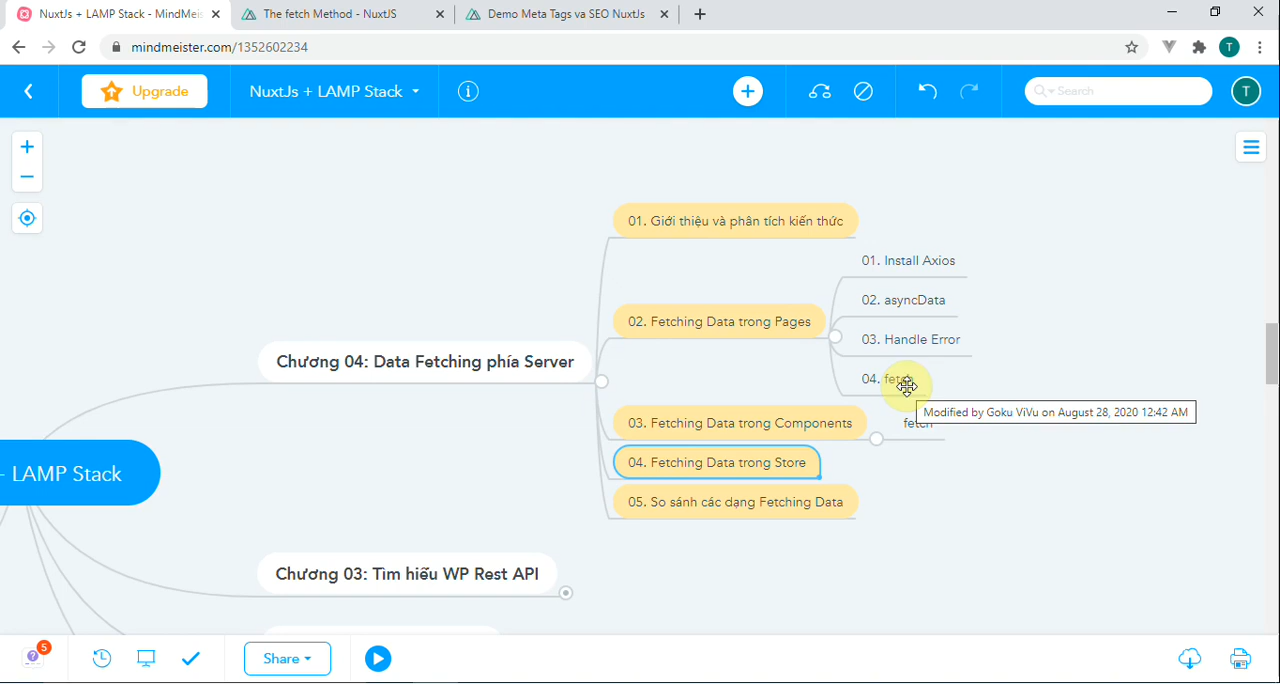 NuxtJs + LAMP Stack - MindMeis
The fetch Method - NuxtJS
Demo Meta Tags va SEO NuxtJs
mindmeister.com/1352602234
T
Upgrade
NuxtJs + LAMP Stack
Search
T
01. Giới thiệu và phân tích kiến thức
01. Install Axios
02. asyncData
02. Fetching Data trong Pages
03. Handle Error
Chương 04: Data Fetching phía Server
04. fetch
Modified by Goku ViVu on August 28, 2020 12:42 AM
03. Fetching Data trong Components
fetch
04. Fetching Data trong Store
- LAMP Stack
05. So sánh các dạng Fetching Data
Chương 03: Tìm hiểu WP Rest API
5
Share